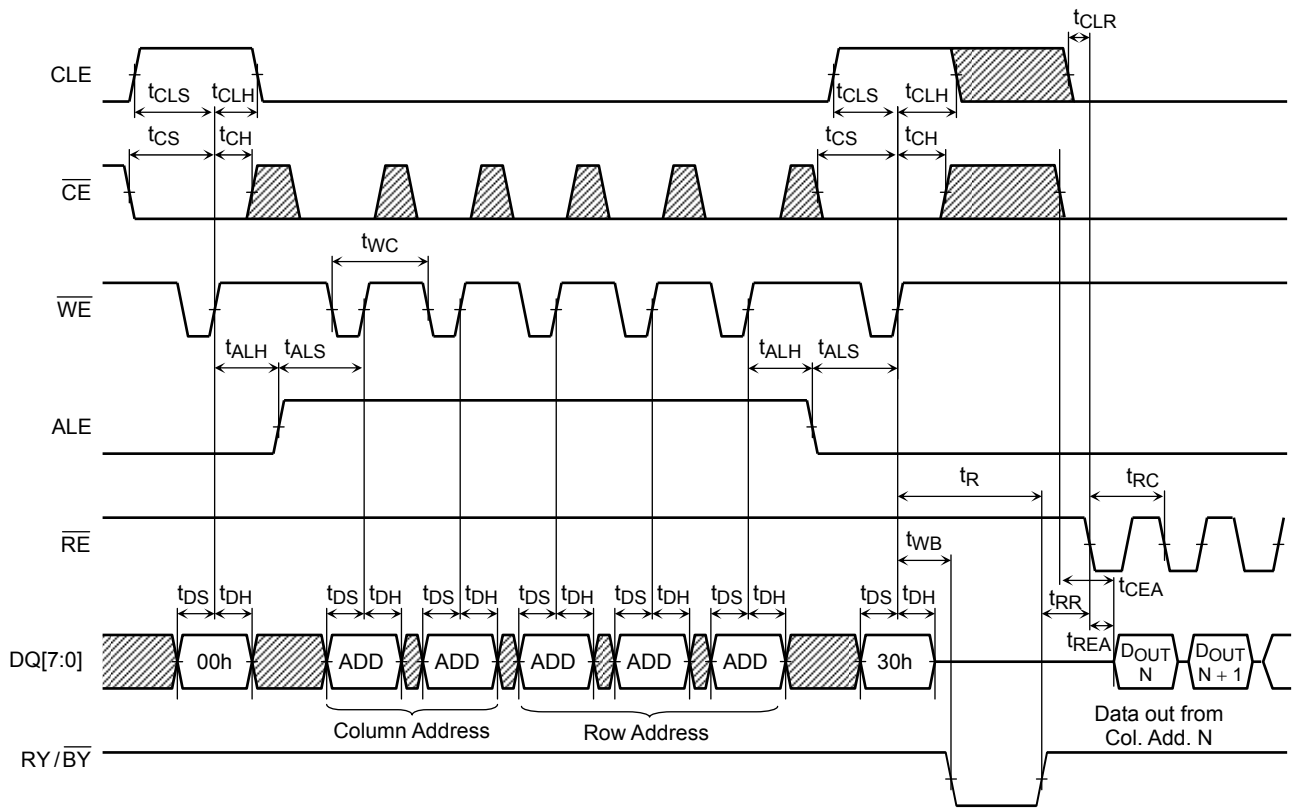 tCLR
CLE
tCLS tCLH tCLS tCLH
tCS tCH tCS tCH
CE
tWC
WE
tALH tALS tALH tALS
ALE
tR tRC
RE
tWB
tDS tDH tDS tDH tDS tDH tDS tDH tDS tDH tDS tDH tDS tDH tRR tCEA
tREA
DQ[7:0] 00h ADD ADD ADD ADD ADD 30h DOUT N DOUT N + 1
Column Address Row Address Data out from Col. Add. N
RY/BY